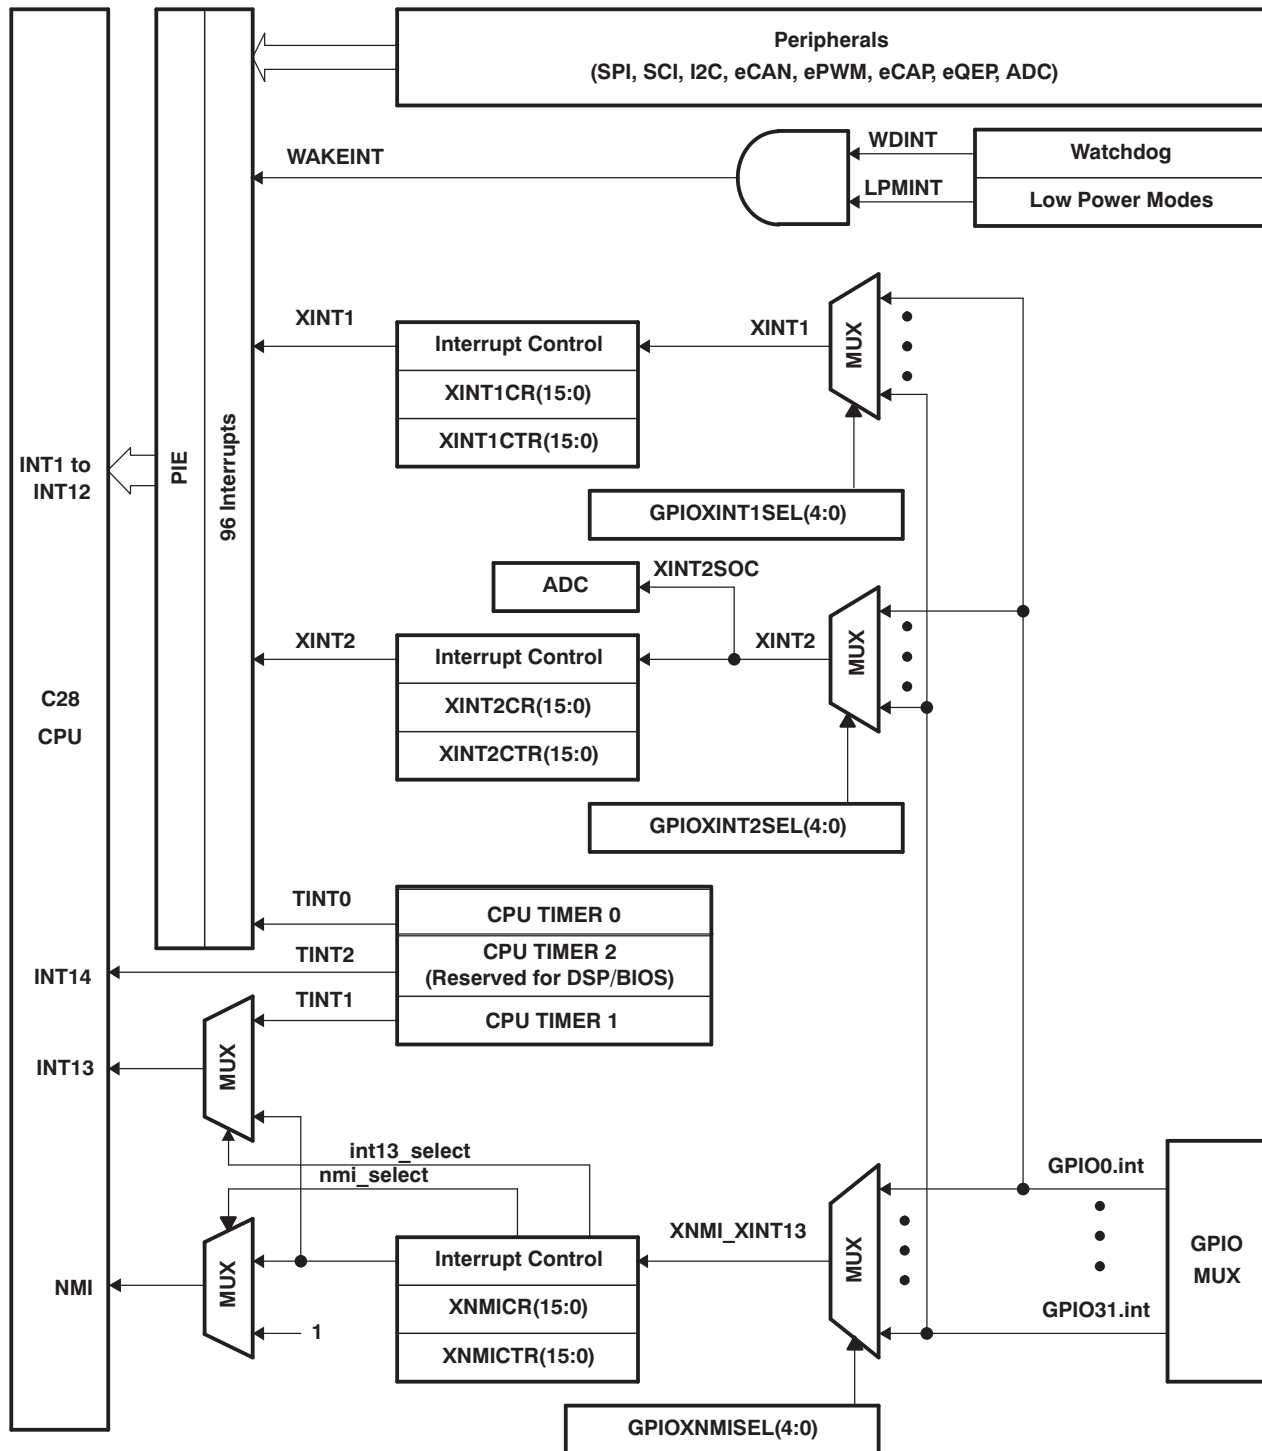 Peripherals
(SPI, SCI, I2C, eCAN, ePWM, eCAP, eQEP, ADC)
WAKEINT
WDINT
Watchdog
LPMINT
Low Power Modes
XINT1
Interrupt Control
XINT1CR(15:0)
XINT1CTR(15:0)
XINT1
MUX
GPIOXINT1SEL(4:0)
INT1 to
INT12
PIE
96 Interrupts
ADC
XINT2SOC
XINT2
Interrupt Control
XINT2CR(15:0)
XINT2CTR(15:0)
XINT2
MUX
GPIOXINT2SEL(4:0)
C28
CPU
TINT0
CPU TIMER 0
TINT2
CPU TIMER 2
(Reserved for DSP/BIOS)
INT14
TINT1
CPU TIMER 1
INT13
MUX
int13_select
nmi_select
NMI
MUX
1
Interrupt Control
XNMICR(15:0)
XNMICTR(15:0)
XNMI_XINT13
MUX
GPIO0.int
GPIO31.int
GPIO
MUX
GPIOXNMISEL(4:0)